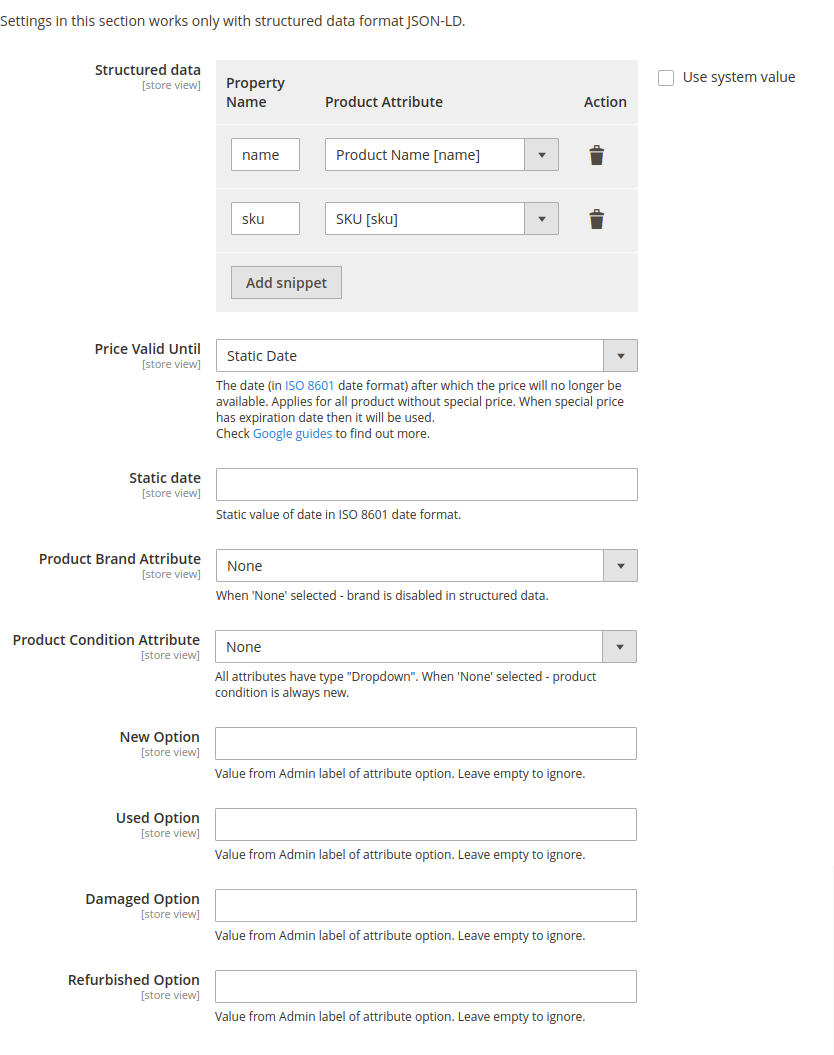 Settings in this section works only with structured data format JSON-LD.
Structured data
[store view]
Use system value
Property
Name
Product Attribute
Action
name
Product Name [name]
sku
SKU [sku]
Add snippet
Price Valid Until
[store view]
Static Date
The date (in ISO 8601 date format) after which the price will no longer be
available. Applies for all product without special price. When special price
has expiration date then it will be used.
Check Google guides to find out more.
Static date
[store view]
Static value of date in ISO 8601 date format.
Product Brand Attribute
[store view]
None
When 'None' selected - brand is disabled in structured data.
Product Condition Attribute
[store view]
None
All attributes have type "Dropdown". When 'None' selected - product
condition is always new.
New Option
[store view]
Value from Admin label of attribute option. Leave empty to ignore.
Used Option
[store view]
Value from Admin label of attribute option. Leave empty to ignore.
Damaged Option
[store view]
Value from Admin label of attribute option. Leave empty to ignore.
Refurbished Option
[store view]
Value from Admin label of attribute option. Leave empty to ignore.